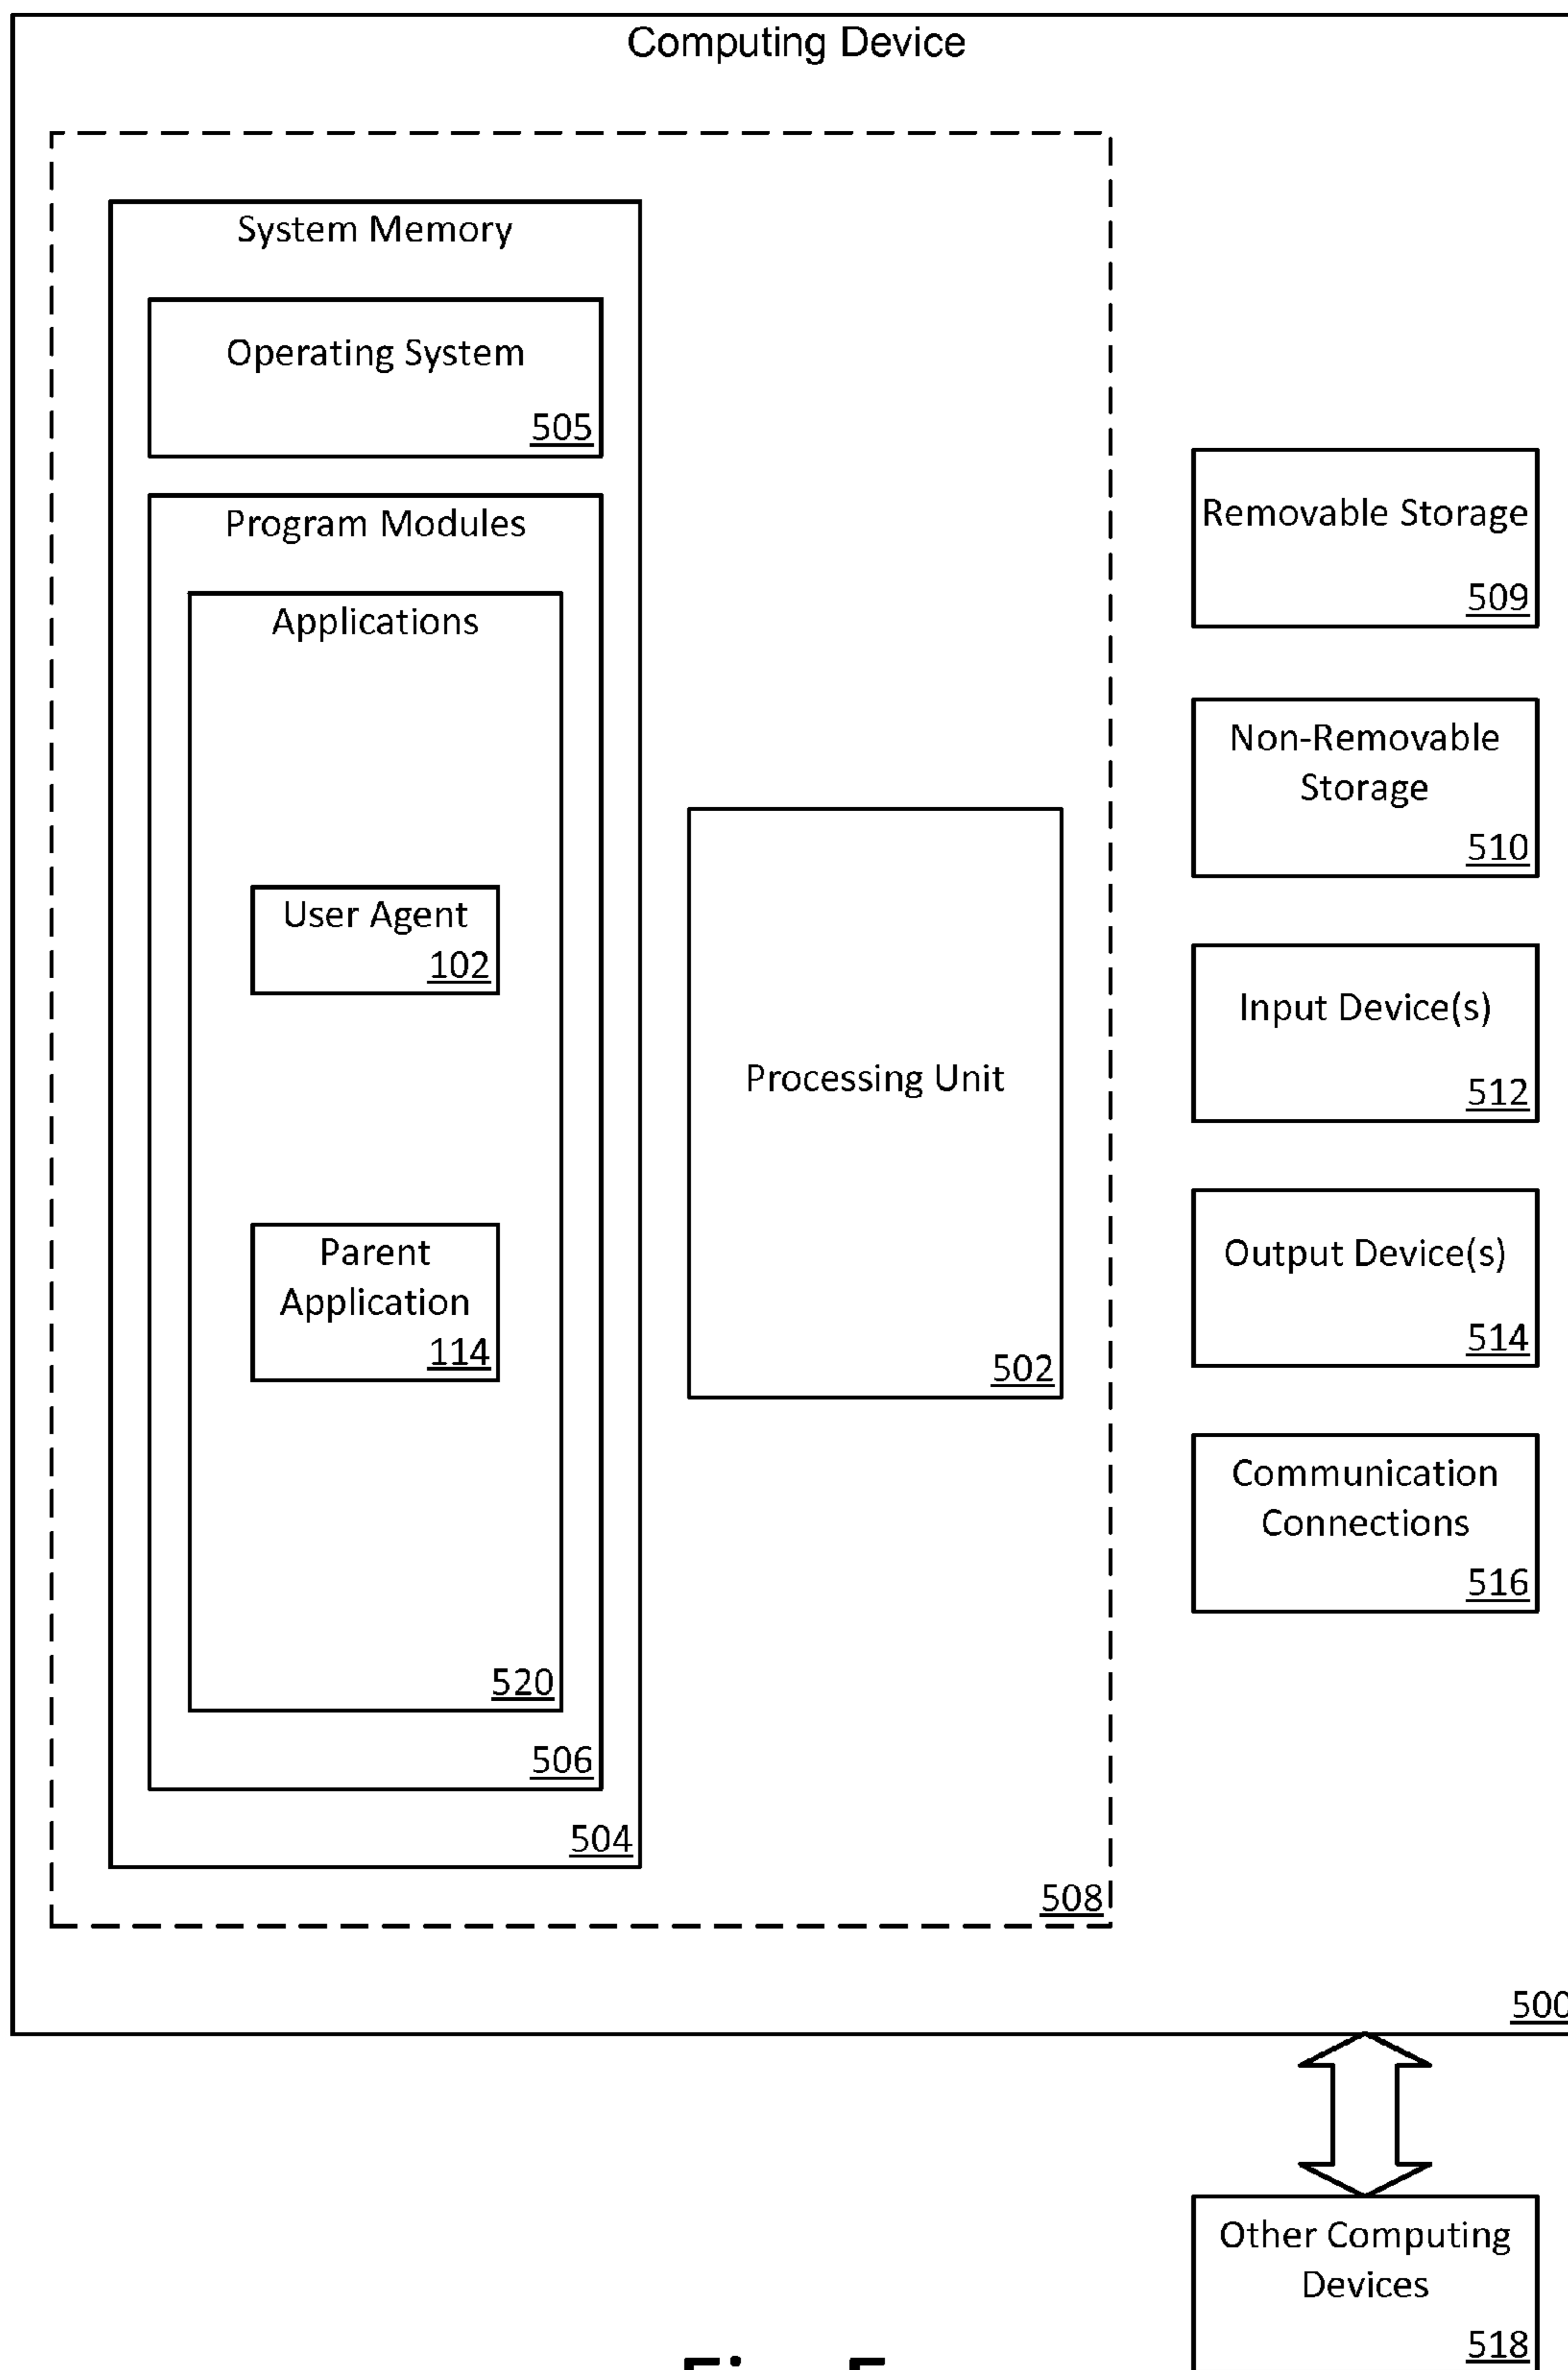 Computing Device
System Memory
Operating System
505
Program Modules
Applications
User Agent
102
Parent
Application
114
520
506
504
Processing Unit
502
508
Removable Storage
509
Non-Removable
Storage
510
Input Device(s)
512
Output Device(s)
514
Communication
Connections
516
500
Other Computing
Devices
518